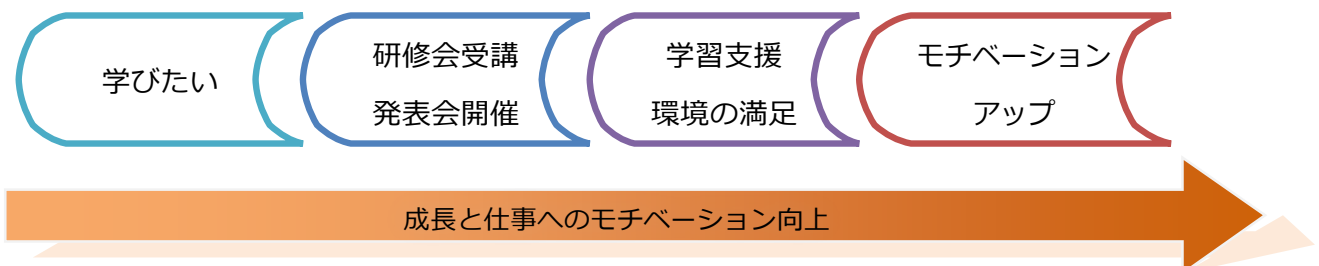 学びたい
研修会受講
発表会開催
学習支援
環境の満足
モチベーション
アップ
成長と仕事へのモチベーション向上